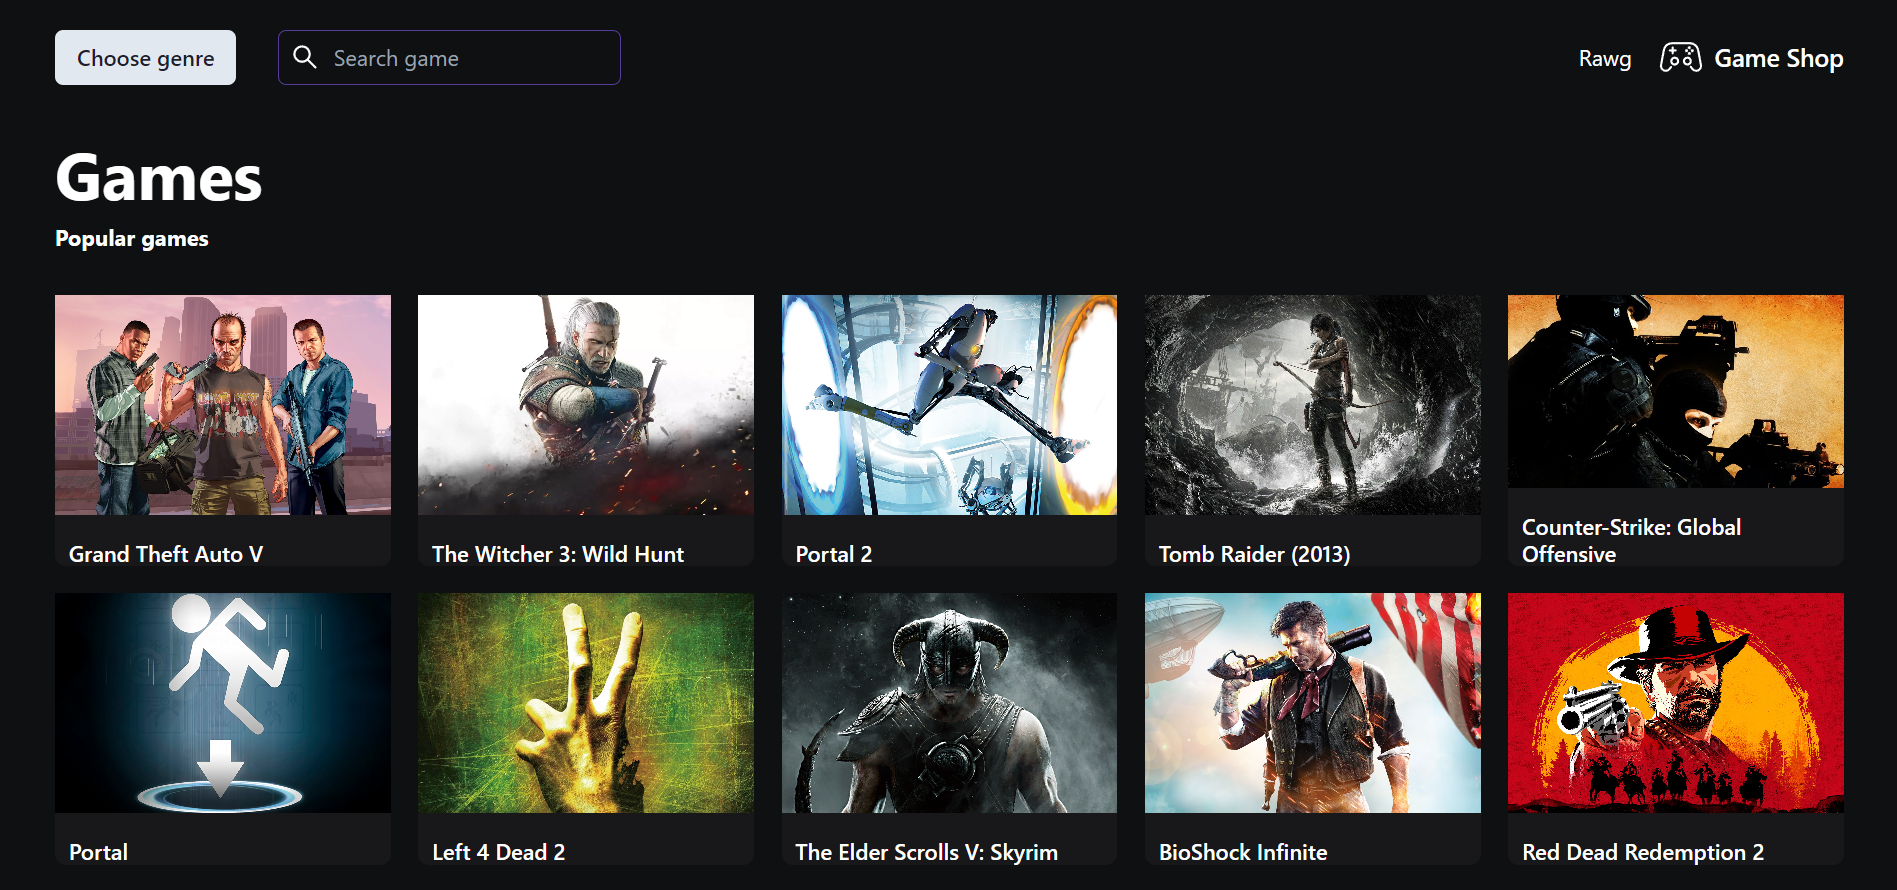 Choose genre
Search game
Rawg
Game Shop
Games
Popular games
Grand Theft Auto V
The Witcher 3: Wild Hunt
Portal 2
Tomb Raider (2013)
Counter-Strike: Global
Offensive
Portal
Left 4 Dead 2
The Elder Scrolls V: Skyrim
BioShock Infinite
Red Dead Redemption 2